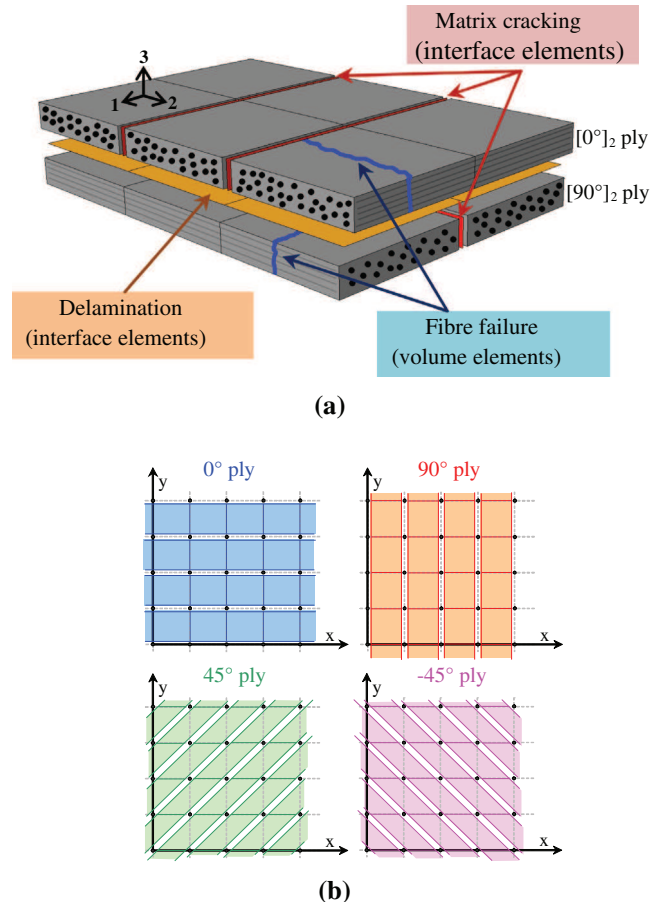 Matrix cracking
(interface elements)
3
1
2
[0°]₂ ply
[90°]₂ ply
Delamination
(interface elements)
Fibre failure
(volume elements)
(a)
0° ply
90° ply
y
y
x
x
45° ply
-45° ply
y
y
x
x
(b)